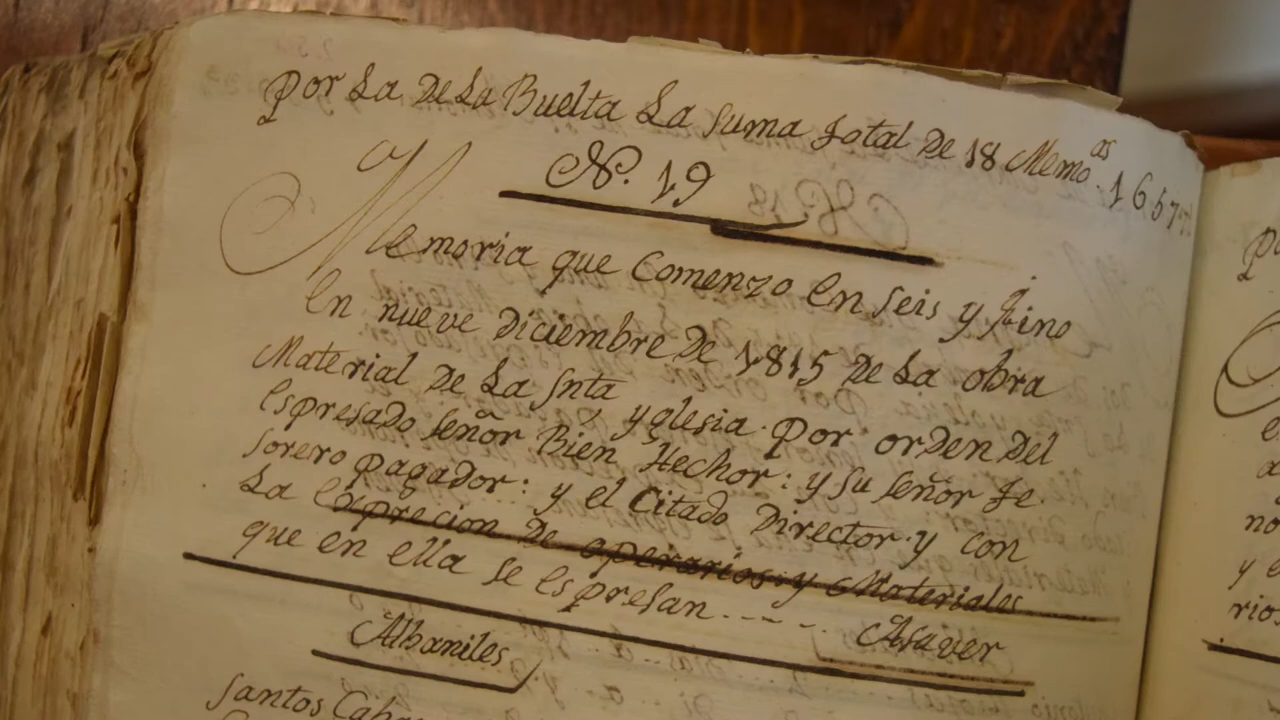 Por La De La Buelta La suma Total De 18 Memo.as 1657
N. 19
Memoria que Comenzo En seis y Fino
En nueve Diciembre De 1815 De La obra
Material De La Snta yglesia. Por orden Del
Espresado Señor Bien Hechor: y su señor Te-
sorero pagador: y el Citado Director y con
La Espresion De operarios y Materiales
que en ella se Espresan ----- Asaver
Albaniles
Santos